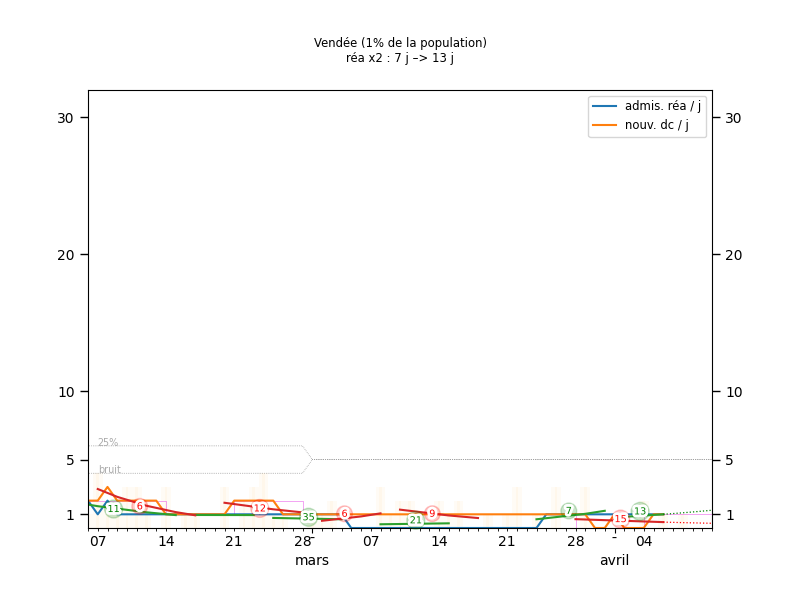 Vendée (1% de la population)
réa x2 : 7 j –> 13 j
admis. réa / j
nouv. dc / j
30 30
20 20
10 10
25%
5 5
bruit
11 6 12 35 6 21 9 7 15 13
1 1
07 14 21 28 07 14 21 28 04
mars avril